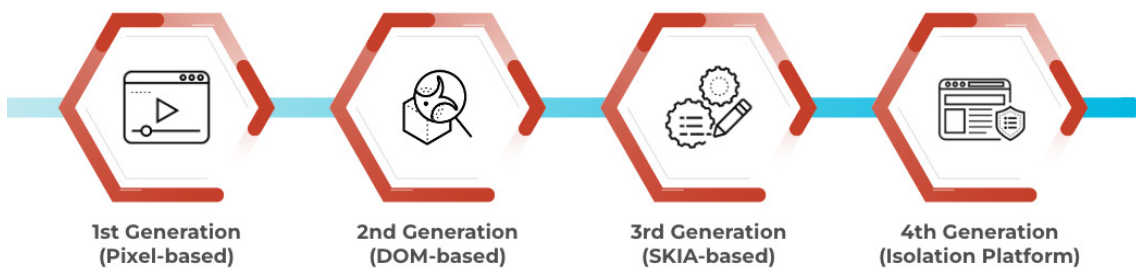 1st Generation
(Pixel-based)
2nd Generation
(DOM-based)
3rd Generation
(SKIA-based)
4th Generation
(Isolation Platform)